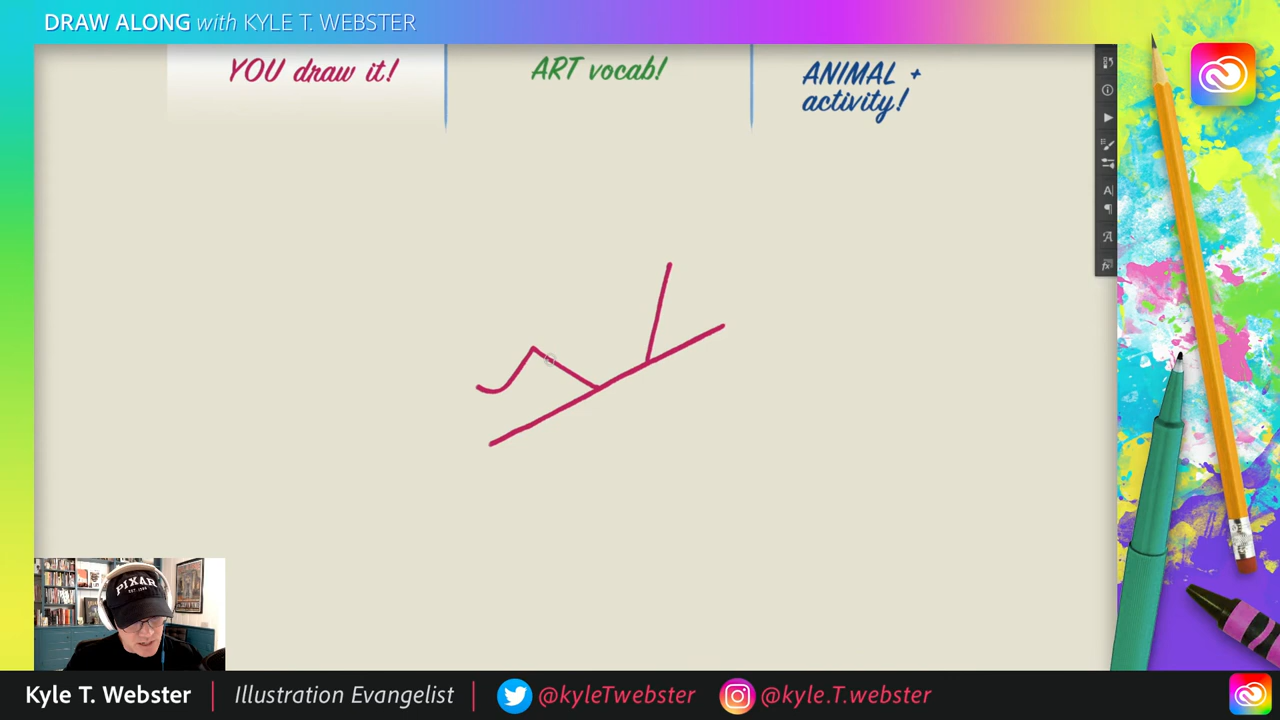 DRAW ALONG with KYLE T. WEBSTER
YOU draw it!
ART vocab!
ANIMAL +
activity!
PIXAR
Kyle T. Webster | Illustration Evangelist @kyleTwebster @kyle.T.webster